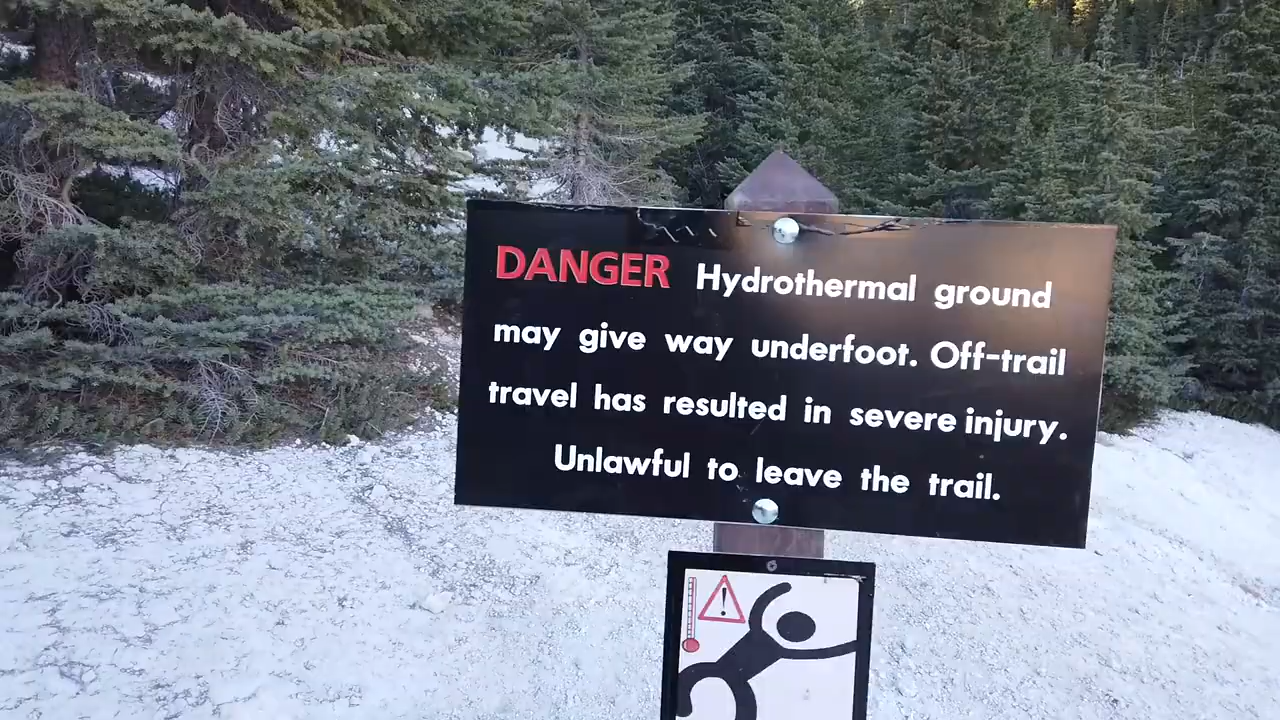 DANGER Hydrothermal ground
may give way underfoot. Off-trail
travel has resulted in severe injury.
Unlawful to leave the trail.